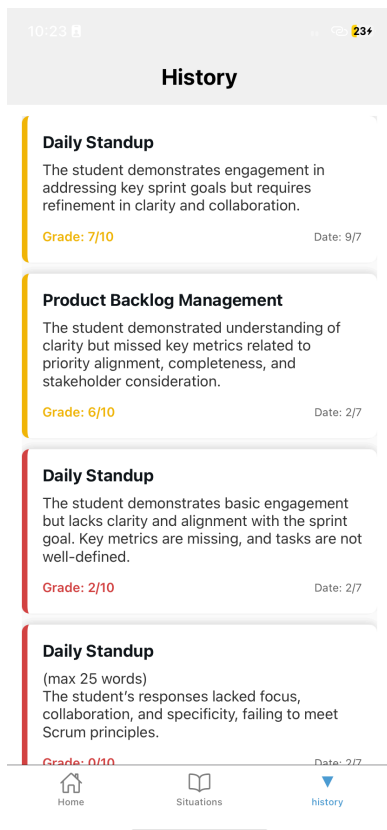 10:23
23
History
Daily Standup
The student demonstrates engagement in
addressing key sprint goals but requires
refinement in clarity and collaboration.
Grade: 7/10 Date: 9/7
Product Backlog Management
The student demonstrated understanding of
clarity but missed key metrics related to
priority alignment, completeness, and
stakeholder consideration.
Grade: 6/10 Date: 2/7
Daily Standup
The student demonstrates basic engagement
but lacks clarity and alignment with the sprint
goal. Key metrics are missing, and tasks are not
well-defined.
Grade: 2/10 Date: 2/7
Daily Standup
(max 25 words)
The student’s responses lacked focus,
collaboration, and specificity, failing to meet
Scrum principles.
Grade: 0/10 Date: 2/7
Home Situations history